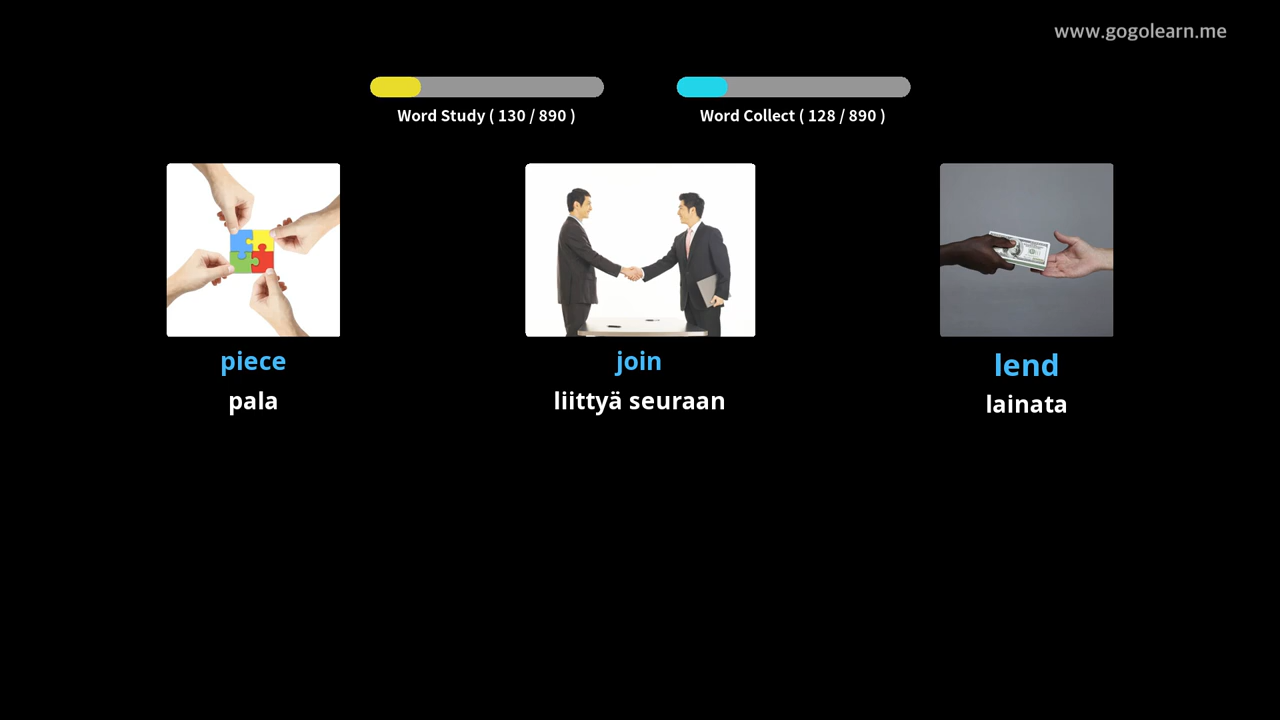 www.gogolearn.me
Word Study ( 130 / 890 )
Word Collect ( 128 / 890 )
piece
pala
join
liittyä seuraan
lend
lainata